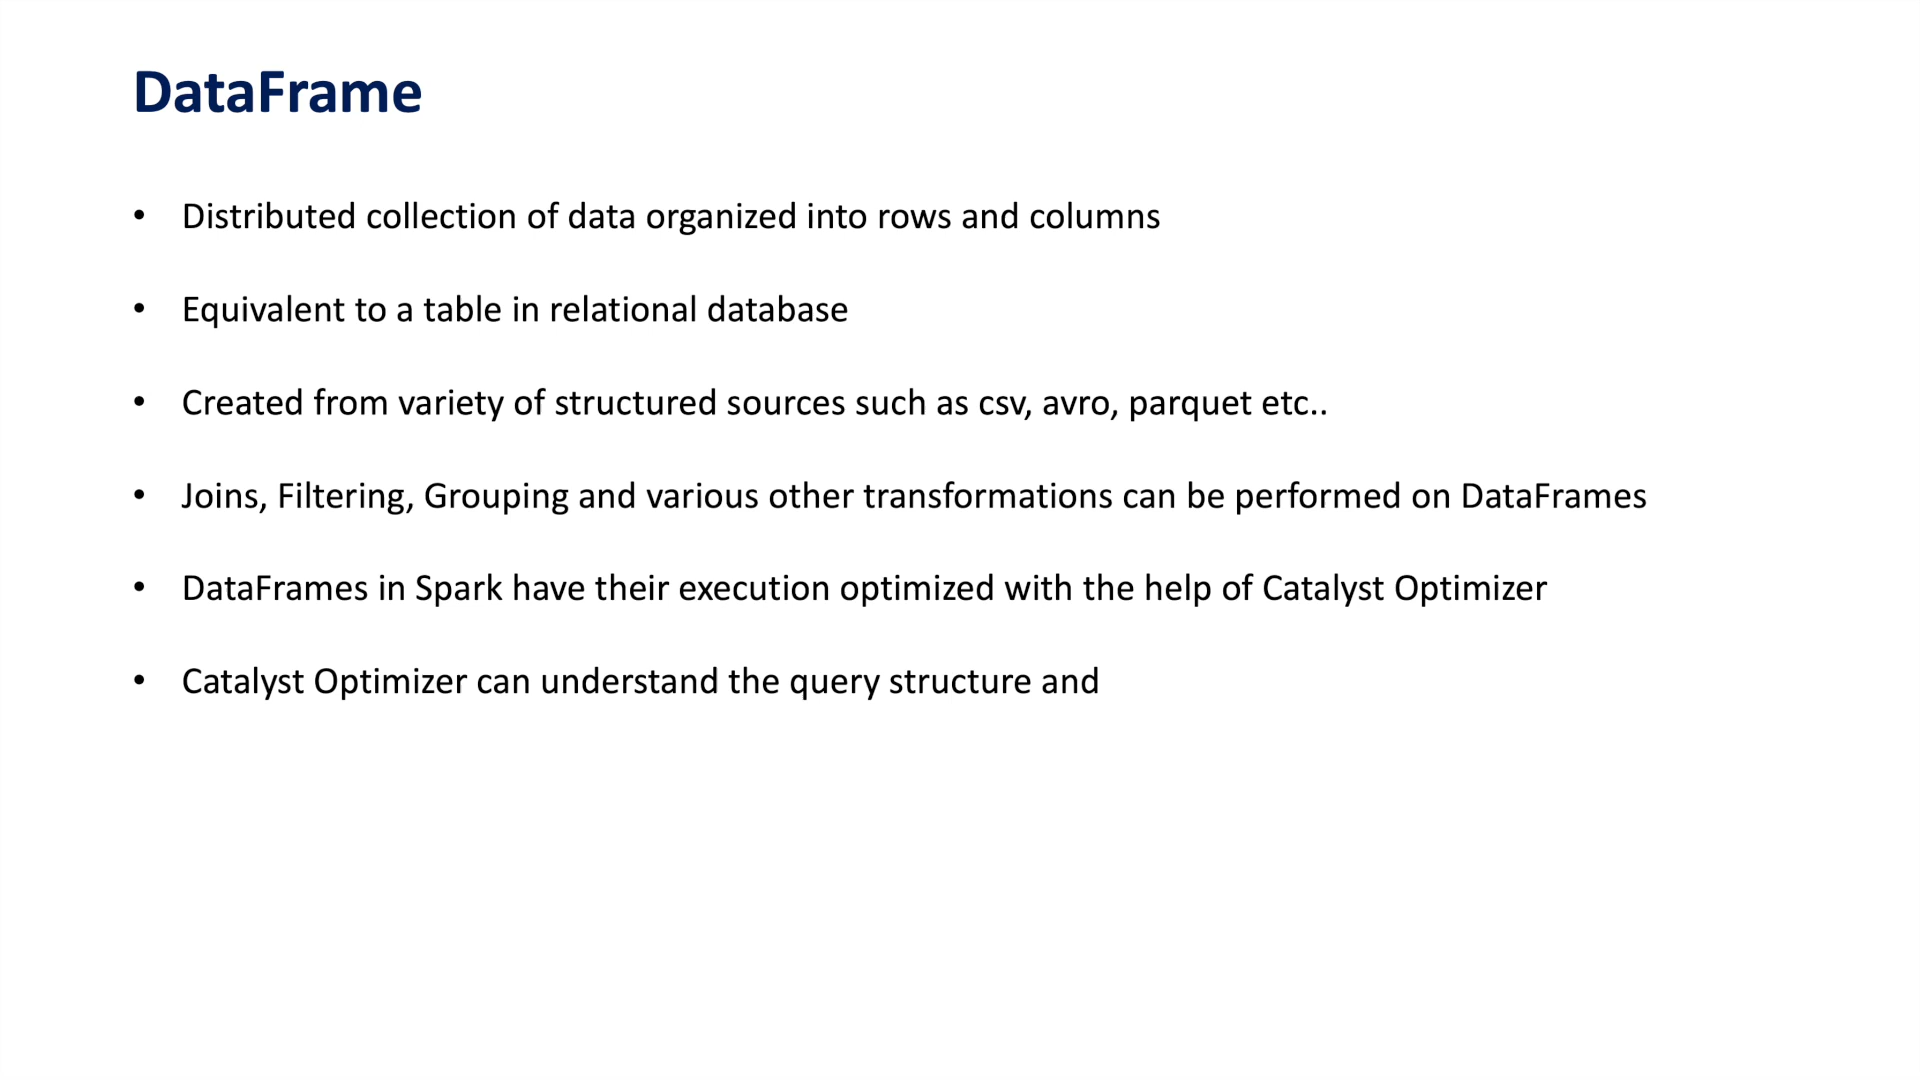 DataFrame
• Distributed collection of data organized into rows and columns
• Equivalent to a table in relational database
• Created from variety of structured sources such as csv, avro, parquet etc..
• Joins, Filtering, Grouping and various other transformations can be performed on DataFrames
• DataFrames in Spark have their execution optimized with the help of Catalyst Optimizer
• Catalyst Optimizer can understand the query structure and